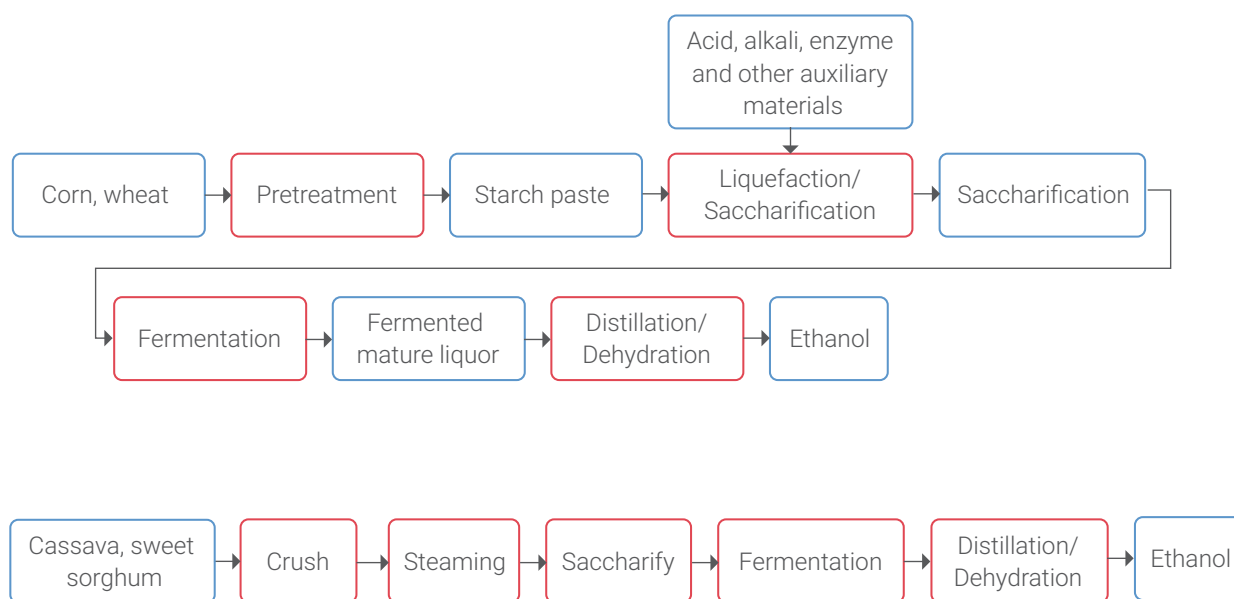 Acid, alkali, enzyme
and other auxiliary
materials
Corn, wheat
Pretreatment
Starch paste
Liquefaction/
Saccharification
Saccharification
Fermentation
Fermented
mature liquor
Distillation/
Dehydration
Ethanol
Cassava, sweet
sorghum
Crush
Steaming
Saccharify
Fermentation
Distillation/
Dehydration
Ethanol